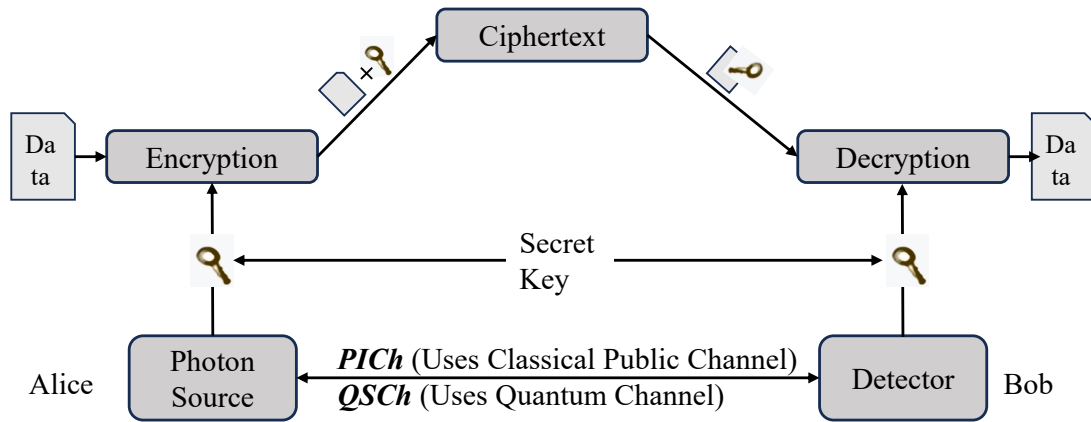 Ciphertext
+
Da
ta
Encryption
Decryption
Da
ta
Secret
Key
Alice
Photon
Source
PICh (Uses Classical Public Channel)
QSCh (Uses Quantum Channel)
Detector
Bob